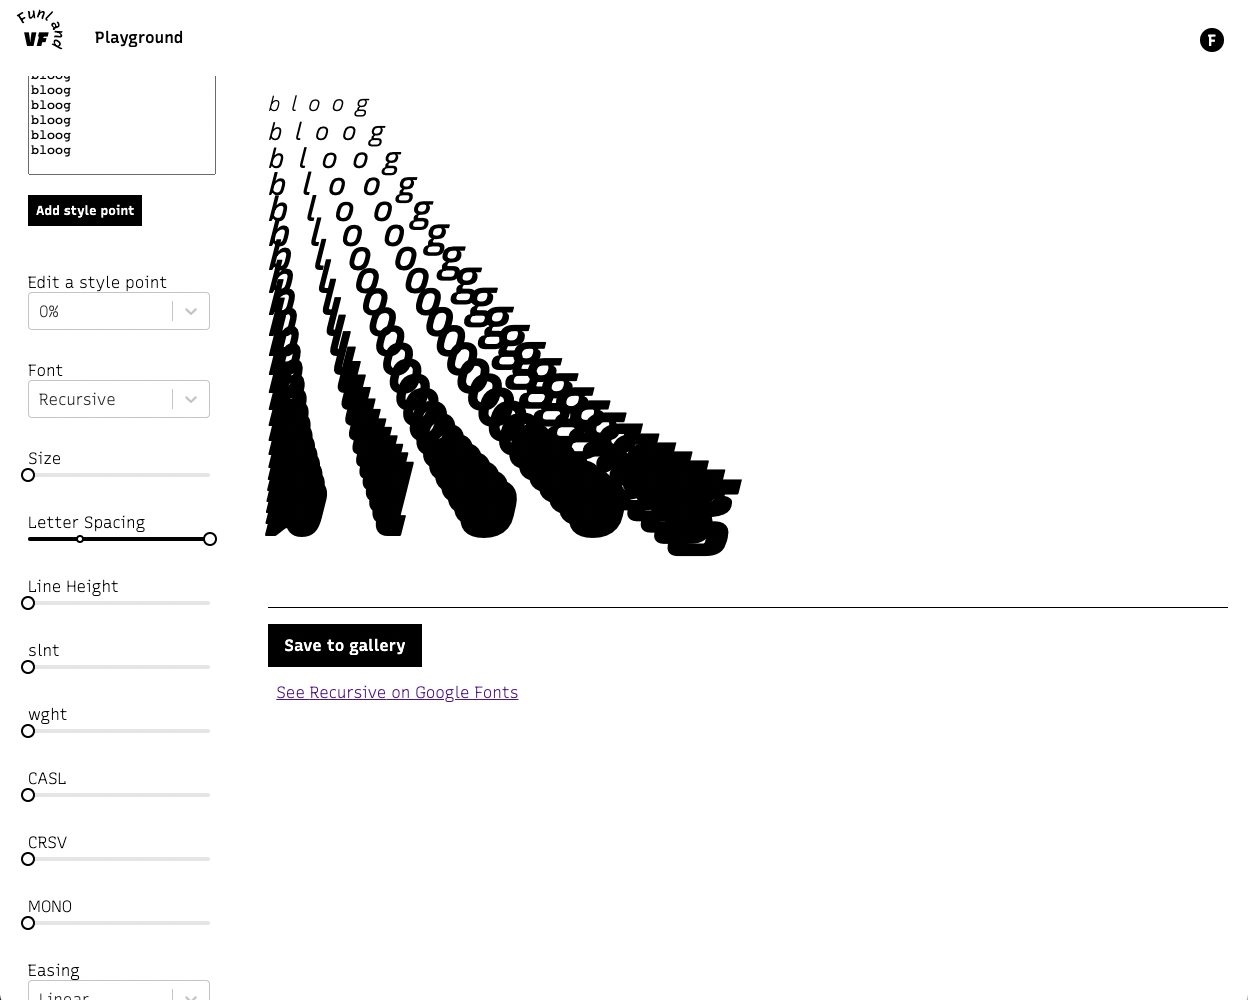 Funland
VF
Playground
F
bloog
bloog
bloog
bloog
bloog
bloog
Add style point
Edit a style point
0%
Font
Recursive
Size
Letter Spacing
Line Height
slnt
wght
CASL
CRSV
MONO
Easing
Linear
b l o o g
b l o o g
b l o o g
b l o o g
b l o o g
b l o o g
b l o o g
Save to gallery
See Recursive on Google Fonts